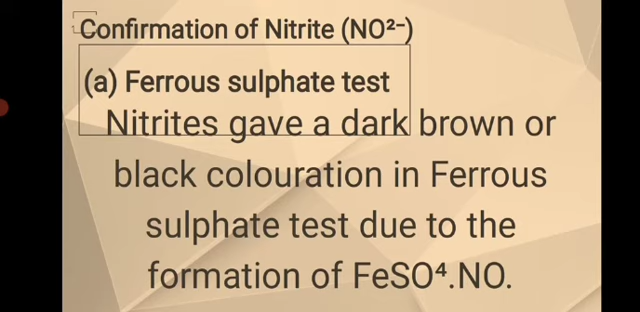 Confirmation of Nitrite (NO²⁻)
(a) Ferrous sulphate test
Nitrites gave a dark brown or
black colouration in Ferrous
sulphate test due to the
formation of FeSO⁴.NO.